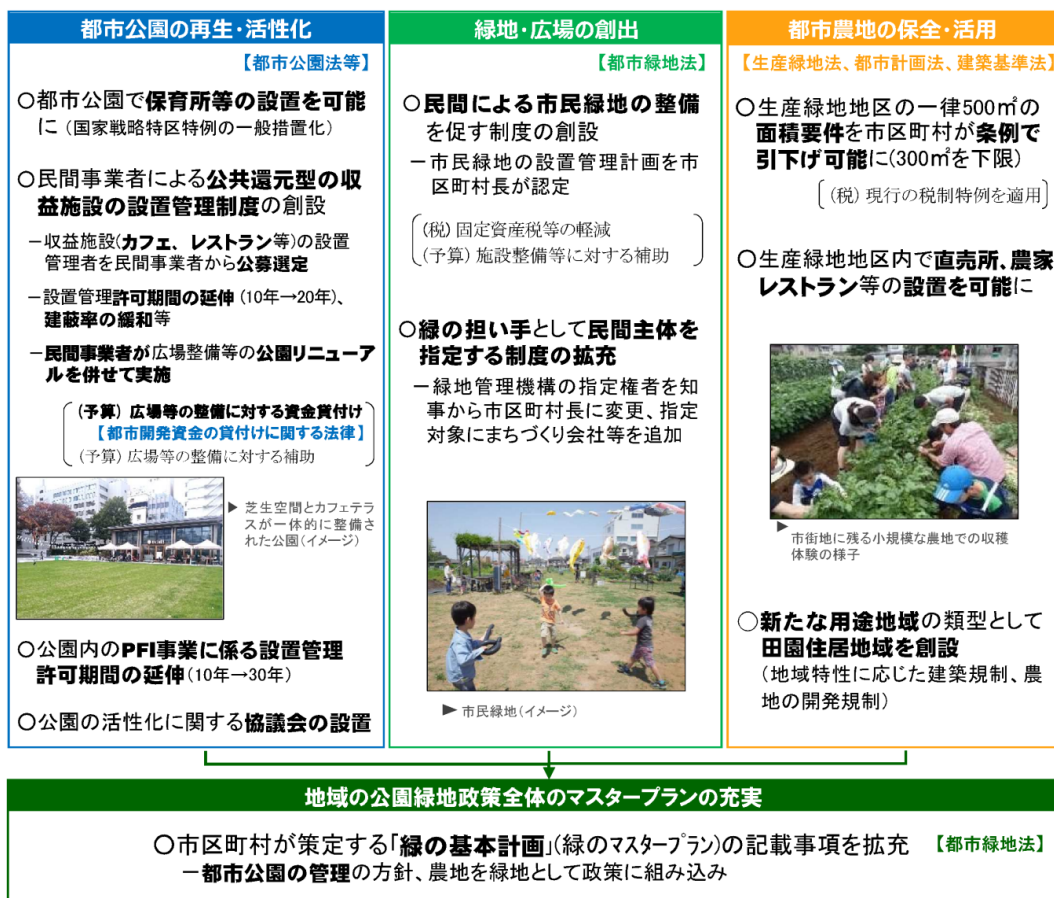 都市公園の再生・活性化
【都市公園法等】
○都市公園で保育所等の設置を可能
に（国家戦略特区特例の一般措置化）
○民間事業者による公共還元型の収
益施設の設置管理制度の創設
－収益施設(カフェ、レストラン等)の設置
管理者を民間事業者から公募選定
－設置管理許可期間の延伸（10年→20年）、
建蔽率の緩和等
－民間事業者が広場整備等の公園リニューア
ルを併せて実施
（予算）広場等の整備に対する資金貸付け
【都市開発資金の貸付けに関する法律】
（予算）広場等の整備に対する補助
▶ 芝生空間とカフェテラ
スが一体的に整備さ
れた公園(イメージ)
○公園内のPFI事業に係る設置管理
許可期間の延伸(10年→30年)
○公園の活性化に関する協議会の設置
緑地・広場の創出
【都市緑地法】
○民間による市民緑地の整備
を促す制度の創設
－市民緑地の設置管理計画を市
区町村長が認定
（税）固定資産税等の軽減
（予算）施設整備等に対する補助
○緑の担い手として民間主体を
指定する制度の拡充
－緑地管理機構の指定権者を知
事から市区町村長に変更、指定
対象にまちづくり会社等を追加
▶ 市民緑地(イメージ)
都市農地の保全・活用
【生産緑地法、都市計画法、建築基準法】
○生産緑地地区の一律500㎡の
面積要件を市区町村が条例で
引下げ可能に(300㎡を下限)
（税）現行の税制特例を適用
○生産緑地地区内で直売所、農家
レストラン等の設置を可能に
▶
市街地に残る小規模な農地での収穫
体験の様子
○新たな用途地域の類型として
田園住居地域を創設
(地域特性に応じた建築規制、農
地の開発規制)
地域の公園緑地政策全体のマスタープランの充実
○市区町村が策定する「緑の基本計画」(緑のマスタープラン)の記載事項を拡充 【都市緑地法】
－都市公園の管理の方針、農地を緑地として政策に組み込み